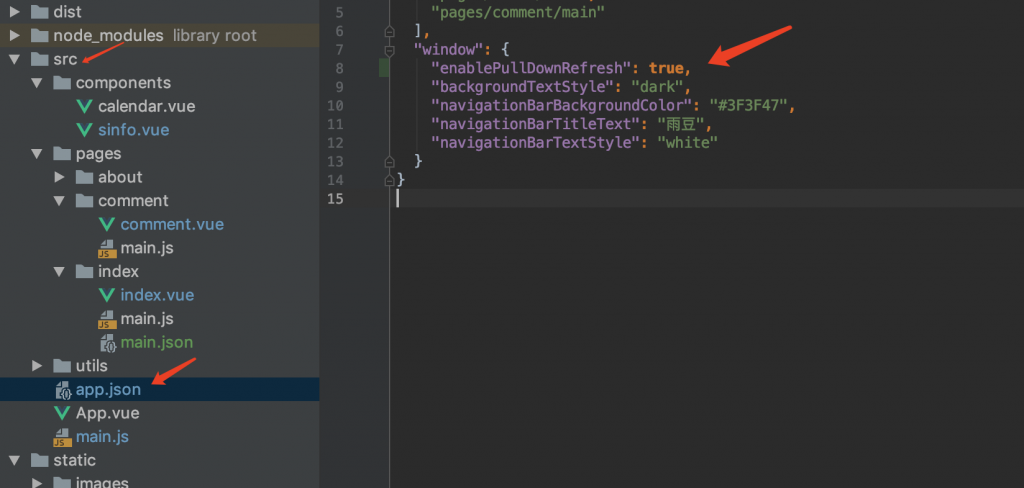 dist
node_modules library root
src
components
calendar.vue
sinfo.vue
pages
about
comment
comment.vue
JS main.js
index
index.vue
JS main.js
main.json
utils
app.json
App.vue
JS main.js
static
images
5 "pages/comment/main"
6 ],
7 "window": {
8 "enablePullDownRefresh": true,
9 "backgroundTextStyle": "dark",
10 "navigationBarBackgroundColor": "#3F3F47",
11 "navigationBarTitleText": "雨豆",
12 "navigationBarTextStyle": "white"
13 }
14 }
15